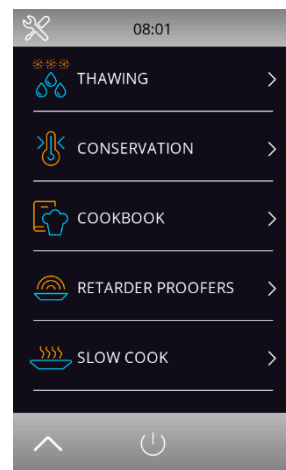 08:01
THAWING
CONSERVATION
COOKBOOK
RETARDER PROOFERS
SLOW COOK